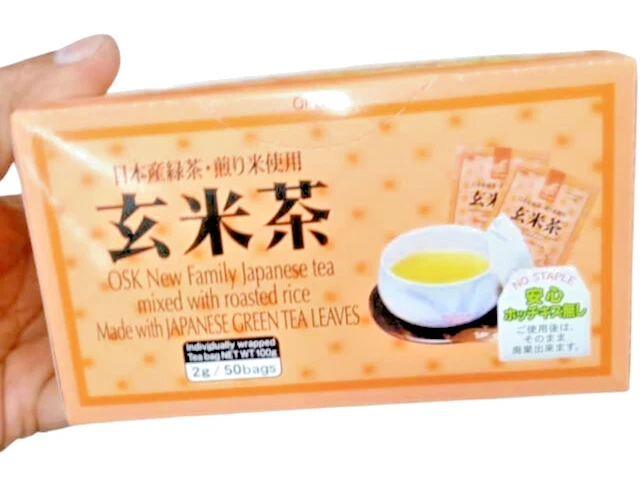 日本産緑茶・煎り米使用
玄米茶
OSK New Family Japanese tea
mixed with roasted rice
Made with JAPANESE GREEN TEA LEAVES
Individually wrapped
Tea bag NET WT 100g
2g / 50bags
玄米
玄米茶
NO STAPLE
安心
ホッチキス無し
ご使用後は、
そのまま
廃棄出来ます。